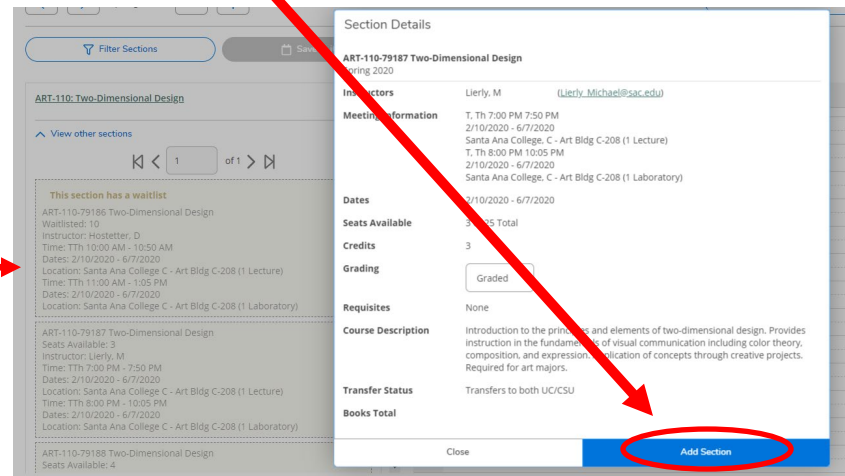 Filter Sections
ART-110: Two-Dimensional Design
View other sections
1 of 1
This section has a waitlist
ART-110-79186 Two-Dimensional Design
Waitlisted: 10
Instructor: Hostetter, D
Time: TTh 10:00 AM - 10:50 AM
Dates: 2/10/2020 - 6/7/2020
Location: Santa Ana College C - Art Bldg C-208 (1 Lecture)
Time: TTh 11:00 AM - 1:05 PM
Dates: 2/10/2020 - 6/7/2020
Location: Santa Ana College C - Art Bldg C-208 (1 Laboratory)
ART-110-79187 Two-Dimensional Design
Seats Available: 3
Instructor: Lierly, M
Time: TTh 7:00 PM - 7:50 PM
Dates: 2/10/2020 - 6/7/2020
Location: Santa Ana College C - Art Bldg C-208 (1 Lecture)
Time: TTh 8:00 PM - 10:05 PM
Dates: 2/10/2020 - 6/7/2020
Location: Santa Ana College C - Art Bldg C-208 (1 Laboratory)
ART-110-79188 Two-Dimensional Design
Seats Available: 4
Section Details
ART-110-79187 Two-Dimensional Design
Spring 2020
Instructors Lierly, M (Lierly_Michael@sac.edu)
Meeting Information T, Th 7:00 PM 7:50 PM
2/10/2020 - 6/7/2020
Santa Ana College, C - Art Bldg C-208 (1 Lecture)
T, Th 8:00 PM 10:05 PM
2/10/2020 - 6/7/2020
Santa Ana College, C - Art Bldg C-208 (1 Laboratory)
Dates 2/10/2020 - 6/7/2020
Seats Available 3 25 Total
Credits 3
Grading Graded
Requisites None
Course Description Introduction to the principles and elements of two-dimensional design. Provides
instruction in the fundamentals of visual communication including color theory,
composition, and expression. Application of concepts through creative projects.
Required for art majors.
Transfer Status Transfers to both UC/CSU
Books Total
Close Add Section